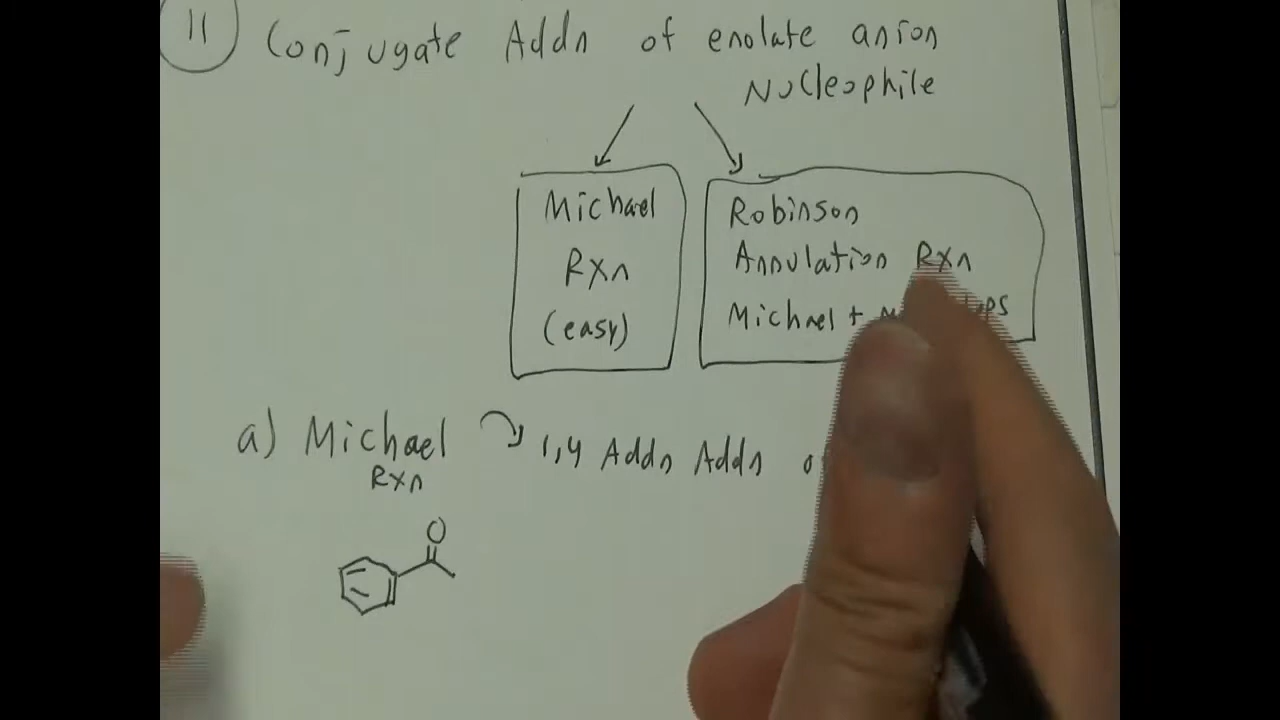 11 Conjugate Addn of enolate anion
Nucleophile
Michael
Rxn
(easy)
Robinson
Annulation Rxn
Michael +
a) Michael 1,4 Addn Addn
Rxn
O